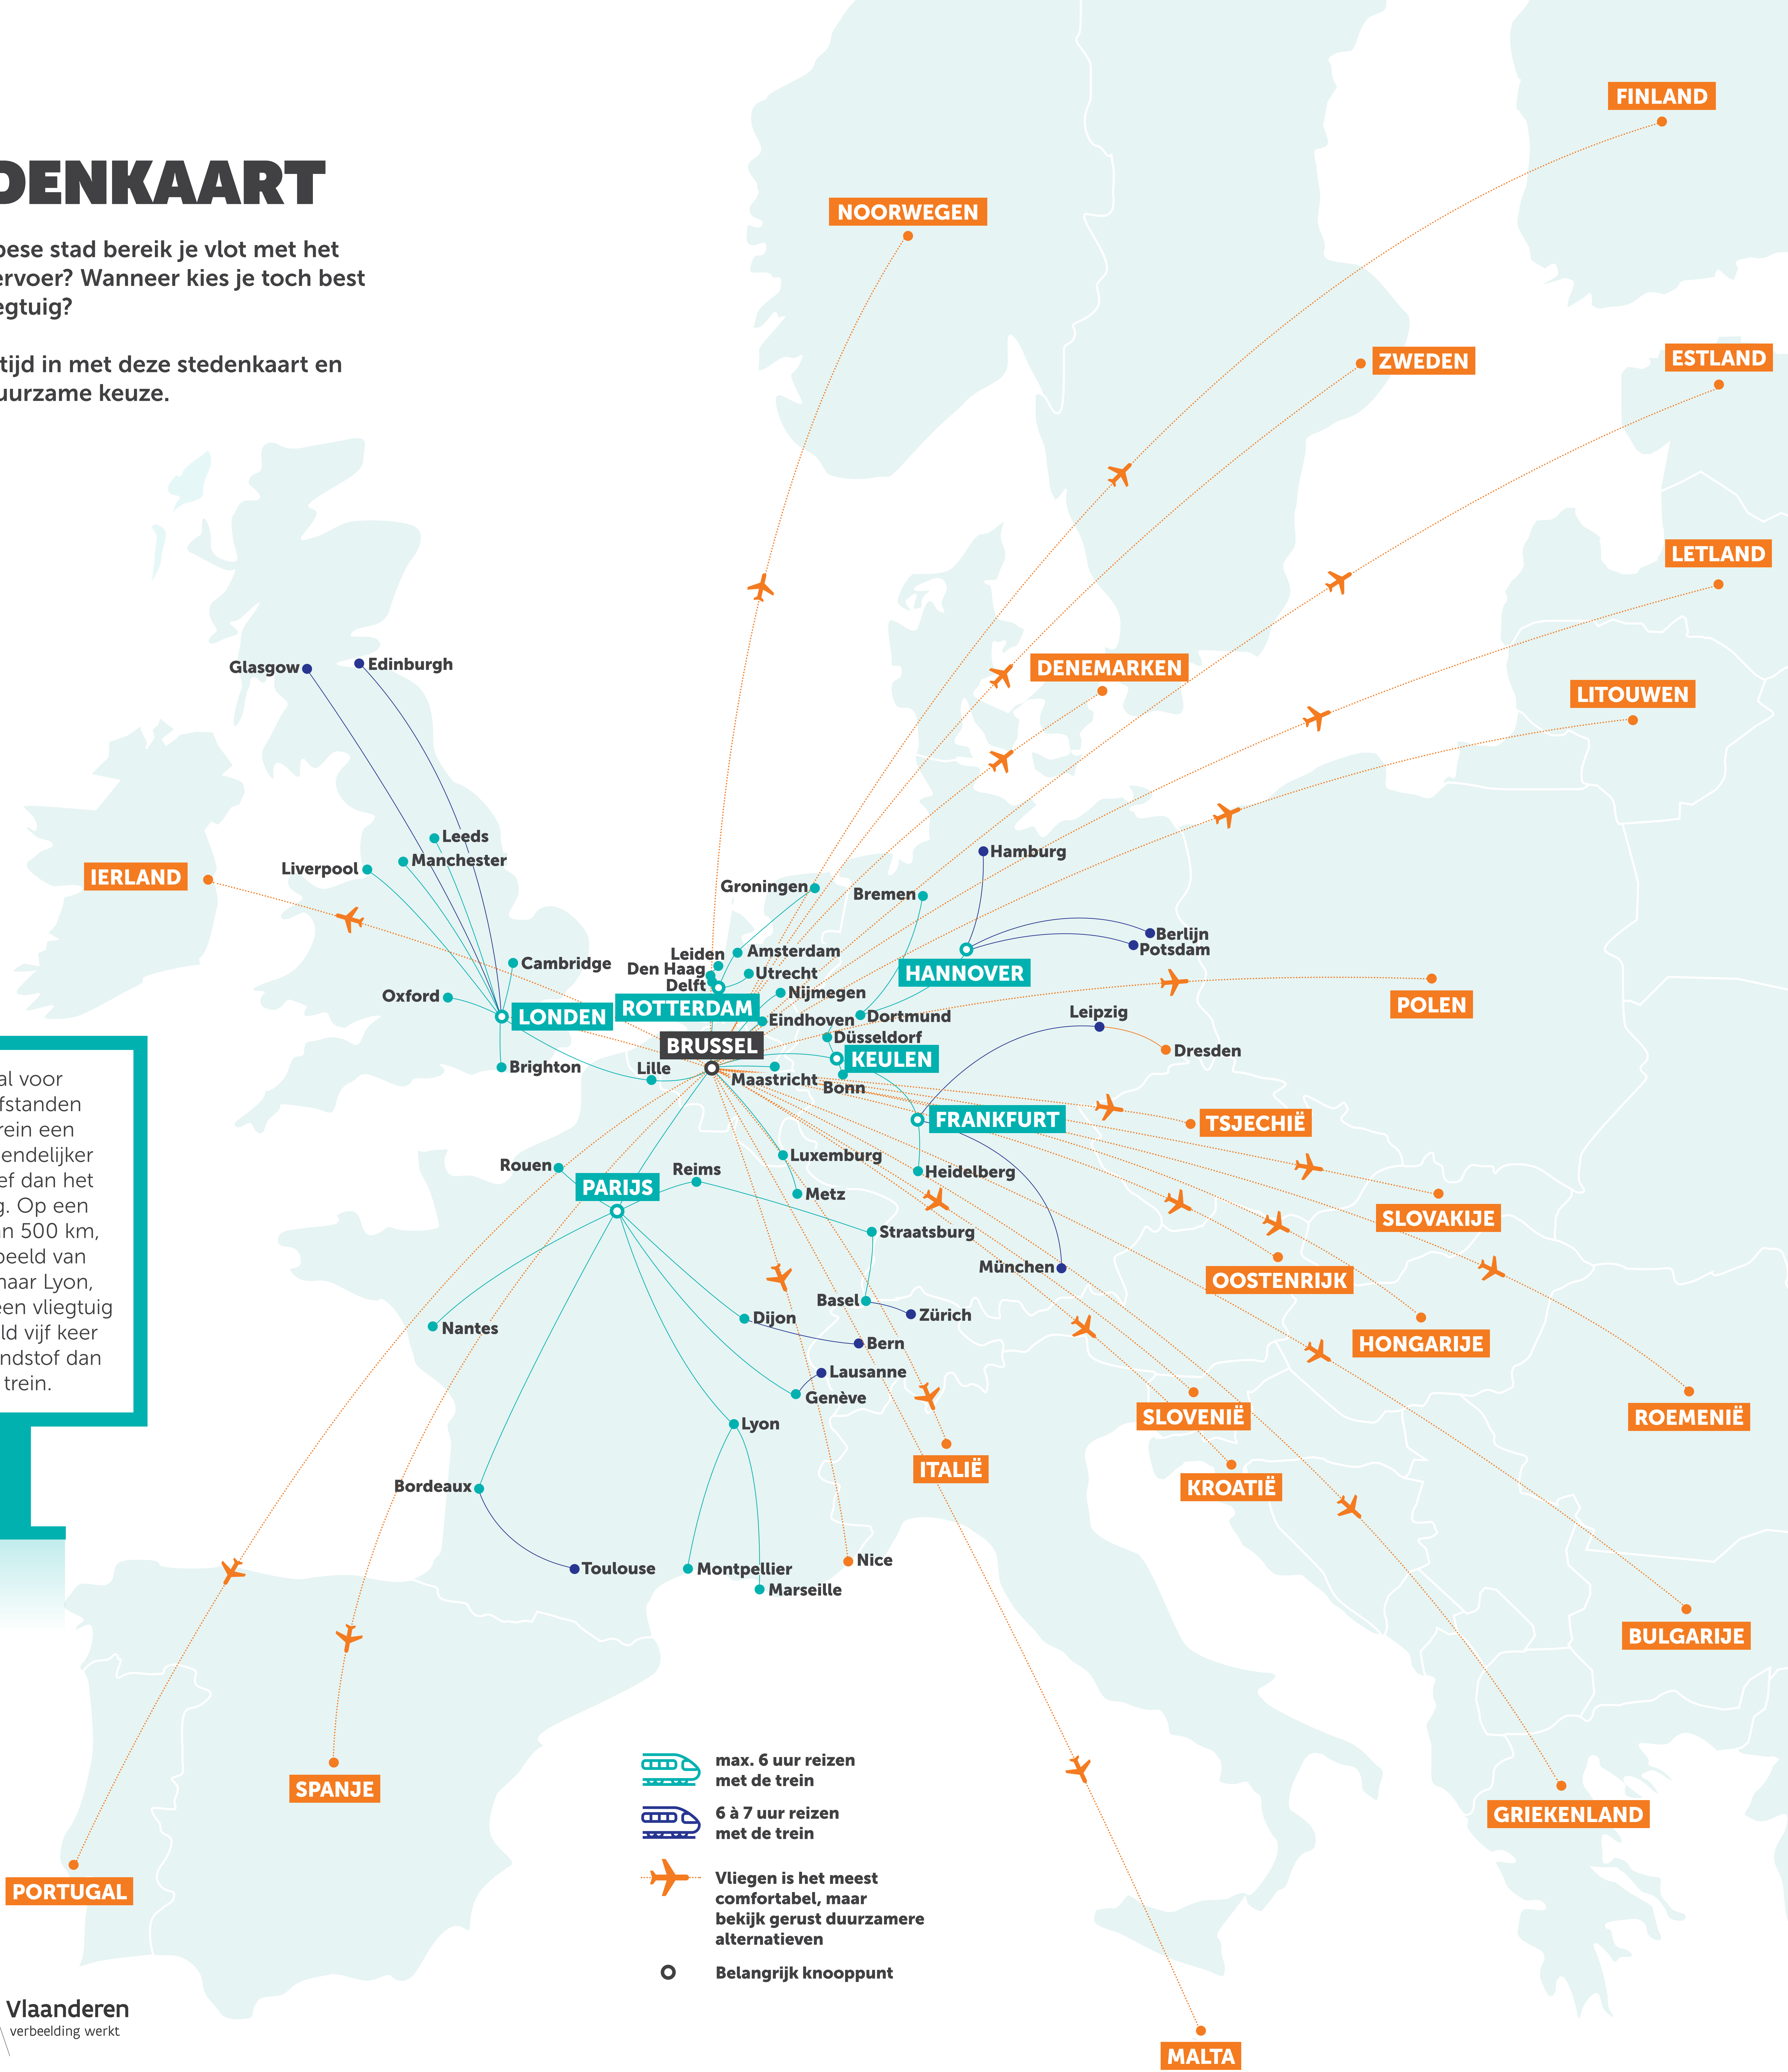 DENKAART
pese stad bereik je vlot met het
ervoer? Wanneer kies je toch best
egtuig?
tijd in met deze stedenkaart en
uurzame keuze.
FINLAND
NOORWEGEN
ZWEDEN
ESTLAND
LETLAND
DENEMARKEN
LITOUWEN
Glasgow
Edinburgh
Leeds
Manchester
Liverpool
IERLAND
Hamburg
Groningen
Bremen
Berlijn
Potsdam
Leiden
Amsterdam
Den Haag
Utrecht
Delft
HANNOVER
Cambridge
Oxford
Nijmegen
LONDEN
ROTTERDAM
POLEN
Eindhoven
Dortmund
Leipzig
Düsseldorf
BRUSSEL
KEULEN
Dresden
Brighton
Lille
Maastricht
Bonn
FRANKFURT
TSJECHIË
al voor
fstanden
rein een
endelijker
ef dan het
g. Op een
an 500 km,
beeld van
naar Lyon,
een vliegtuig
ld vijf keer
ndstof dan
trein.
Rouen
Reims
Luxemburg
Heidelberg
PARIJS
Metz
SLOVAKIJE
Straatsburg
München
OOSTENRIJK
Basel
Zürich
Nantes
Dijon
Bern
HONGARIJE
Lausanne
Genève
SLOVENIË
ROEMENIË
Lyon
ITALIË
KROATIË
Bordeaux
Toulouse
Montpellier
Nice
Marseille
BULGARIJE
SPANJE
GRIEKENLAND
PORTUGAL
MALTA
max. 6 uur reizen
met de trein
6 à 7 uur reizen
met de trein
Vliegen is het meest
comfortabel, maar
bekijk gerust duurzamere
alternatieven
Belangrijk knooppunt
Vlaanderen
verbeelding werkt